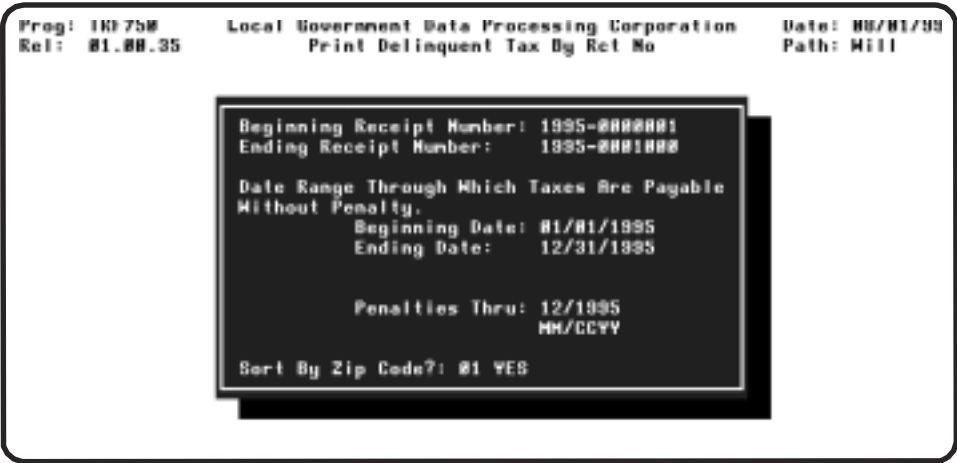 Prog: TRF750 Local Government Data Processing Corporation Date: 08/01/99
Rel: 01.00.35 Print Delinquent Tax By Rct No Path: Will
Beginning Receipt Number: 1995-0000001
Ending Receipt Number: 1995-0001000
Date Range Through Which Taxes Are Payable
Without Penalty.
Beginning Date: 01/01/1995
Ending Date: 12/31/1995
Penalties Thru: 12/1995
MM/CCYY
Sort By Zip Code?: 01 YES